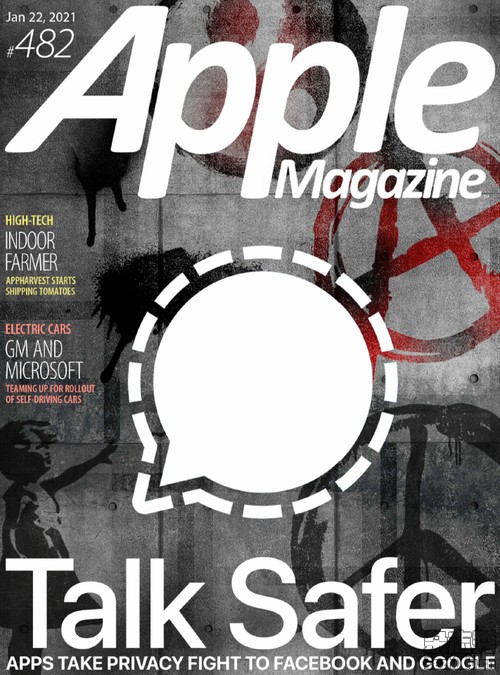 Jan 22, 2021
#482
Apple
Magazine
HIGH-TECH
INDOOR
FARMER
APPHARVEST STARTS
SHIPPING TOMATOES
ELECTRIC CARS
GM AND
MICROSOFT
TEAMING UP FOR ROLLOUT
OF SELF-DRIVING CARS
Talk Safer
APPS TAKE PRIVACY FIGHT TO FACEBOOK AND GOOGLE